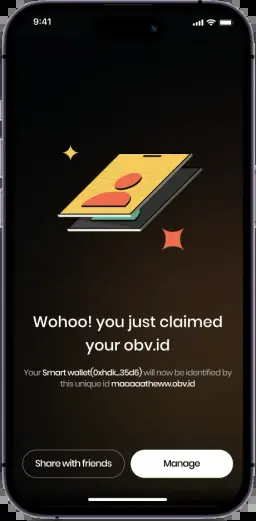 9:41
Wohoo! you just claimed
your obv.id
Your Smart wallet(0xhdk...35d6) will now be identified by
this unique id maaaaatheww.obv.id
Share with friends
Manage